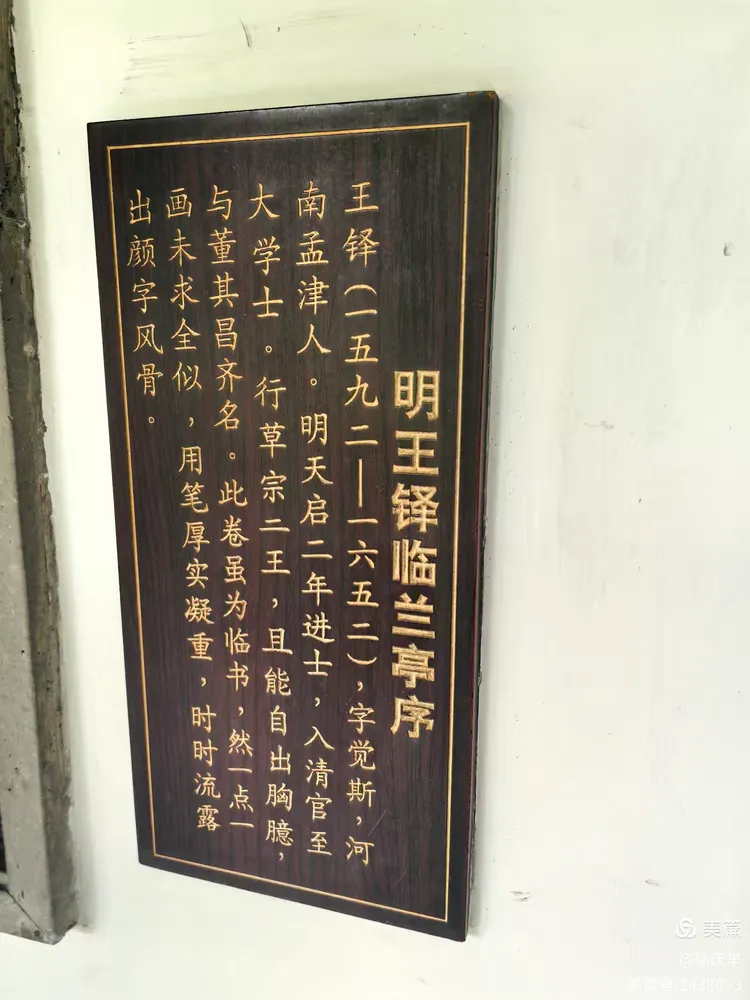 明王铎临兰亭序
王铎（一五九二——一六五二），字觉斯，河
南孟津人。明天启二年进士，入清官至
大学士。行草宗二王，且能自出胸臆，
与董其昌齐名。此卷虽为临书，然一点一
画未求全似，用笔厚实凝重，时时流露
出颜字风骨。
美篇